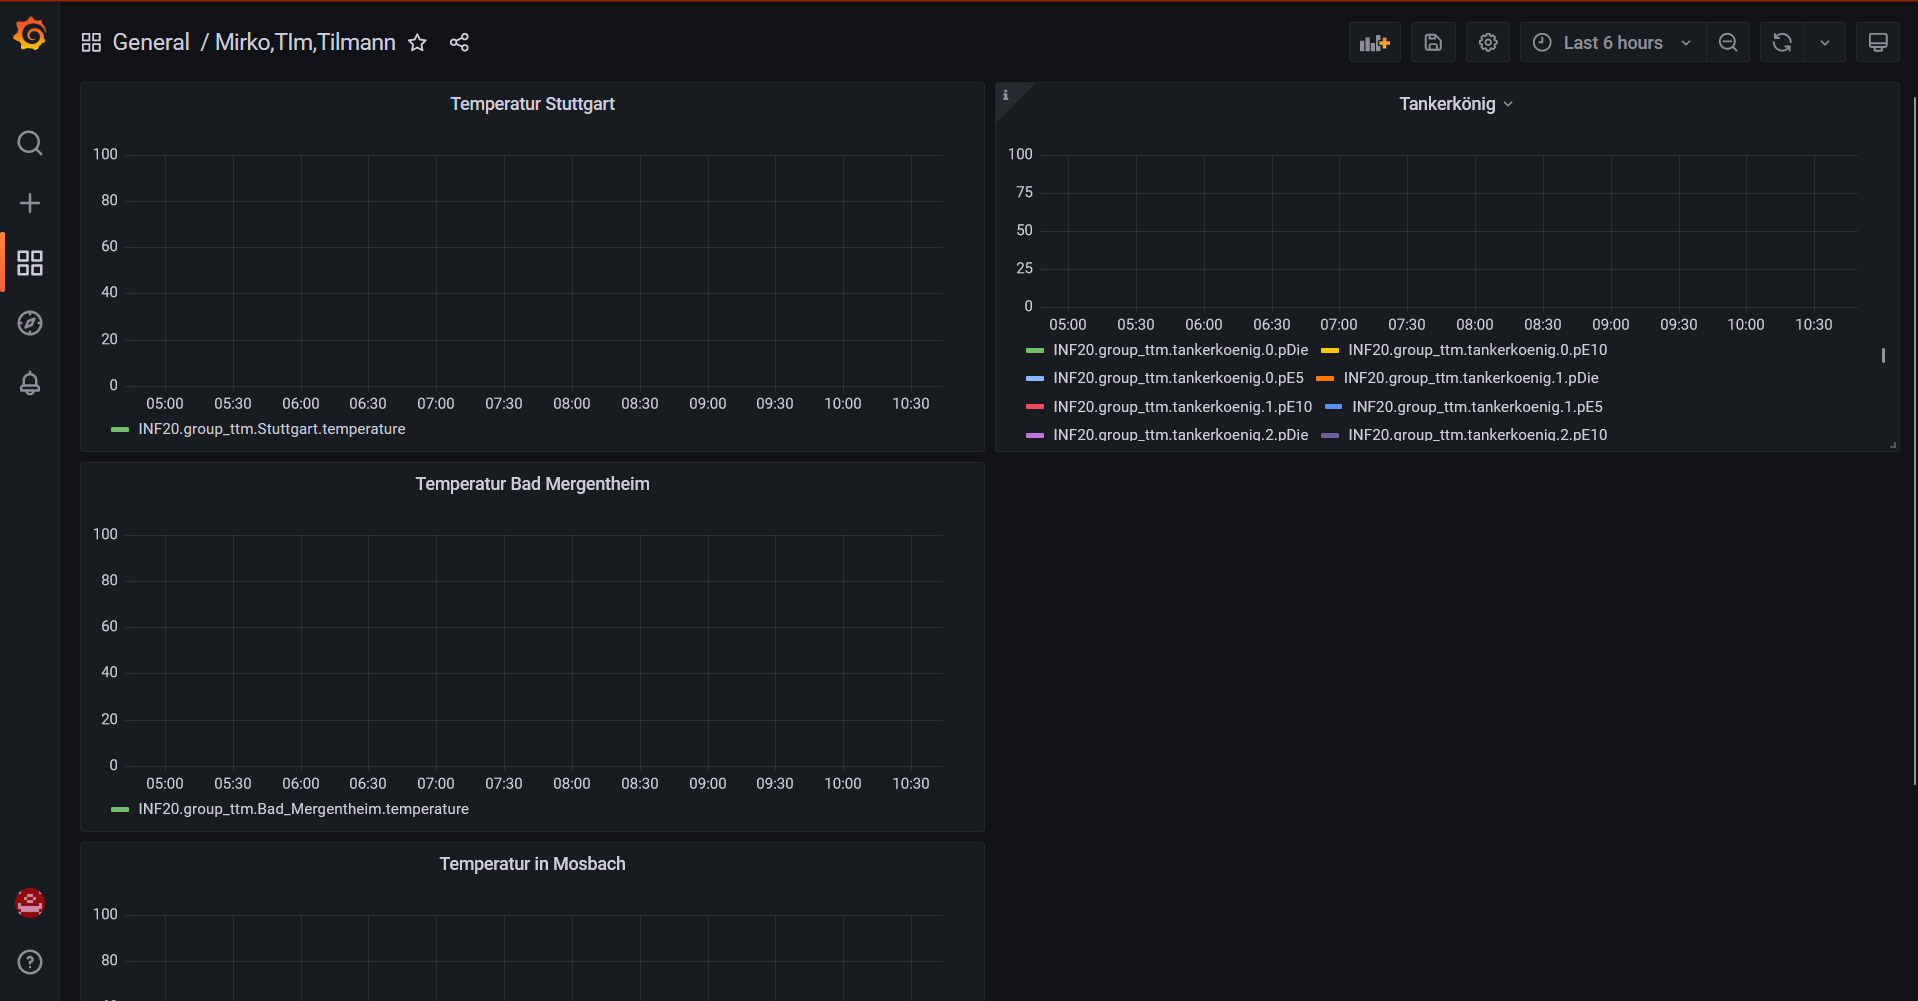 General / Mirko,TIm,Tilmann
Last 6 hours
Temperatur Stuttgart
100
80
60
40
20
0
05:00 05:30 06:00 06:30 07:00 07:30 08:00 08:30 09:00 09:30 10:00 10:30
INF20.group_ttm.Stuttgart.temperature
i
Tankerkönig
100
75
50
25
0
05:00 05:30 06:00 06:30 07:00 07:30 08:00 08:30 09:00 09:30 10:00 10:30
INF20.group_ttm.tankerkoenig.0.pDie INF20.group_ttm.tankerkoenig.0.pE10
INF20.group_ttm.tankerkoenig.0.pE5 INF20.group_ttm.tankerkoenig.1.pDie
INF20.group_ttm.tankerkoenig.1.pE10 INF20.group_ttm.tankerkoenig.1.pE5
INF20.group_ttm.tankerkoenig.2.pDie INF20.group_ttm.tankerkoenig.2.pE10
Temperatur Bad Mergentheim
100
80
60
40
20
0
05:00 05:30 06:00 06:30 07:00 07:30 08:00 08:30 09:00 09:30 10:00 10:30
INF20.group_ttm.Bad_Mergentheim.temperature
Temperatur in Mosbach
100
80